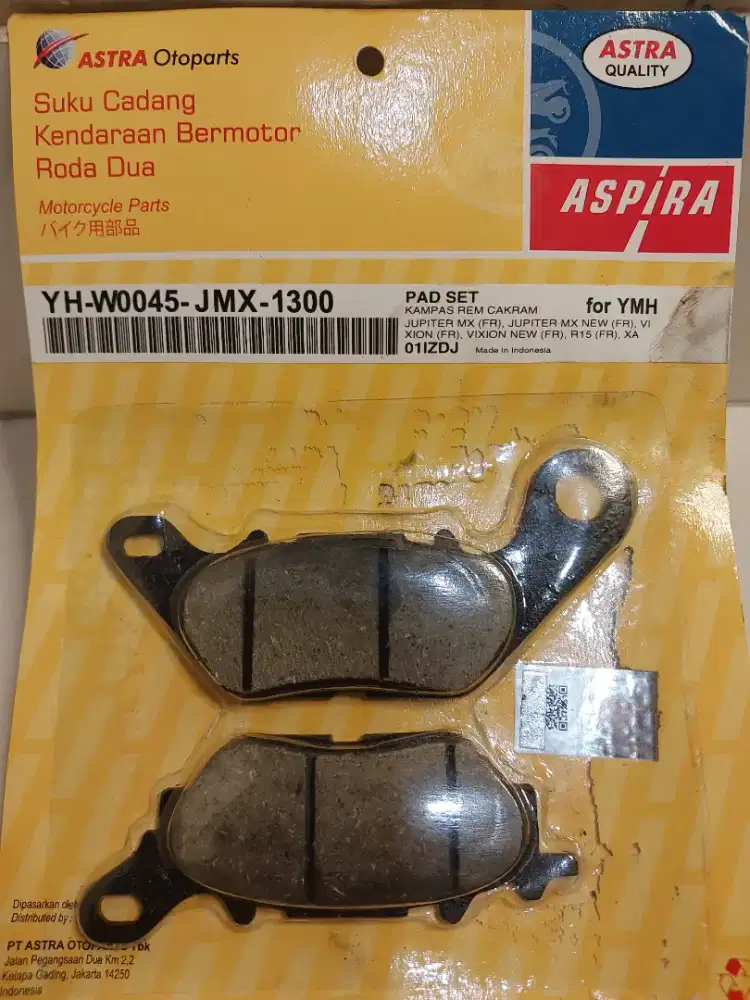 ASTRA Otoparts
Suku Cadang
Kendaraan Bermotor
Roda Dua
Motorcycle Parts
バイク用部品
ASTRA
QUALITY
ASPIRA
YH-W0045-JMX-1300
PAD SET
for YMH
KAMPAS REM CAKRAM
JUPITER MX (FR), JUPITER MX NEW (FR), VI
XION (FR), VIXION NEW (FR), R15 (FR), XA
01IZDJ Made in Indonesia
Dipasarkan oleh
Distributed by :
PT ASTRA Tbk
Jalan Pegangsaan Dua Km 2,2
Kelapa Gading, Jakarta 14250
Indonesia